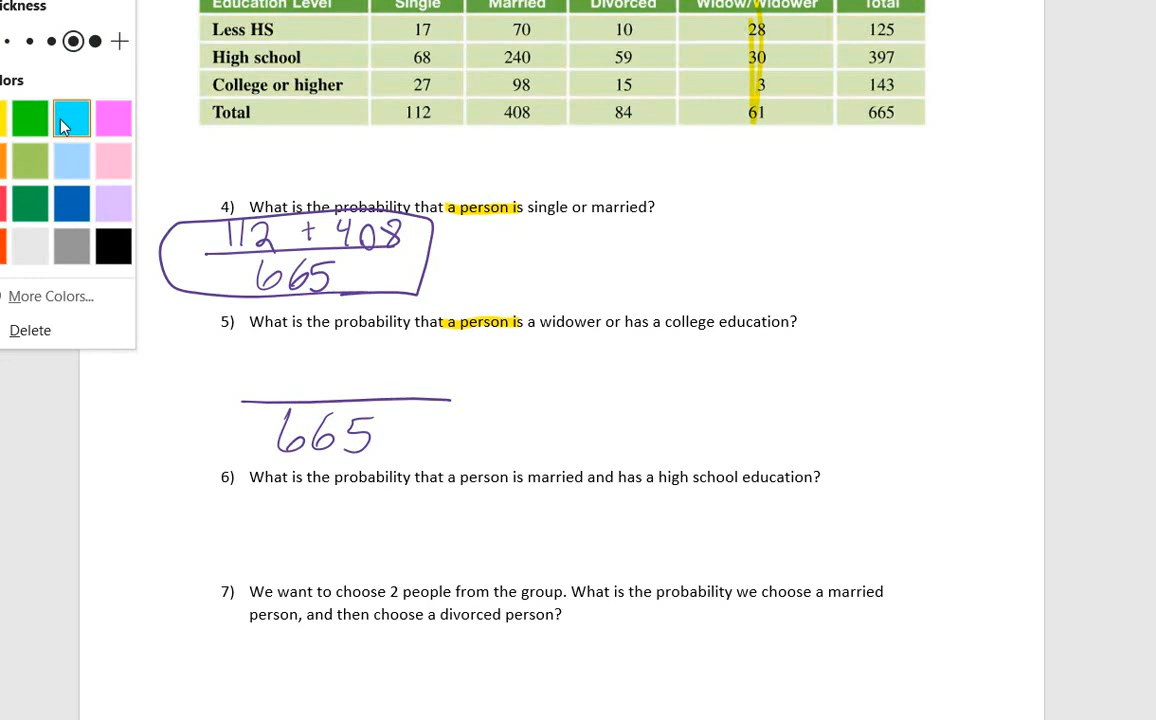 ickness
lors
More Colors...
Delete
Education Level Single Married Divorced Widow/Widower Total
Less HS 17 70 10 28 125
High school 68 240 59 30 397
College or higher 27 98 15 3 143
Total 112 408 84 61 665
4) What is the probability that a person is single or married?
112 + 408
665
5) What is the probability that a person is a widower or has a college education?
665
6) What is the probability that a person is married and has a high school education?
7) We want to choose 2 people from the group. What is the probability we choose a married
person, and then choose a divorced person?